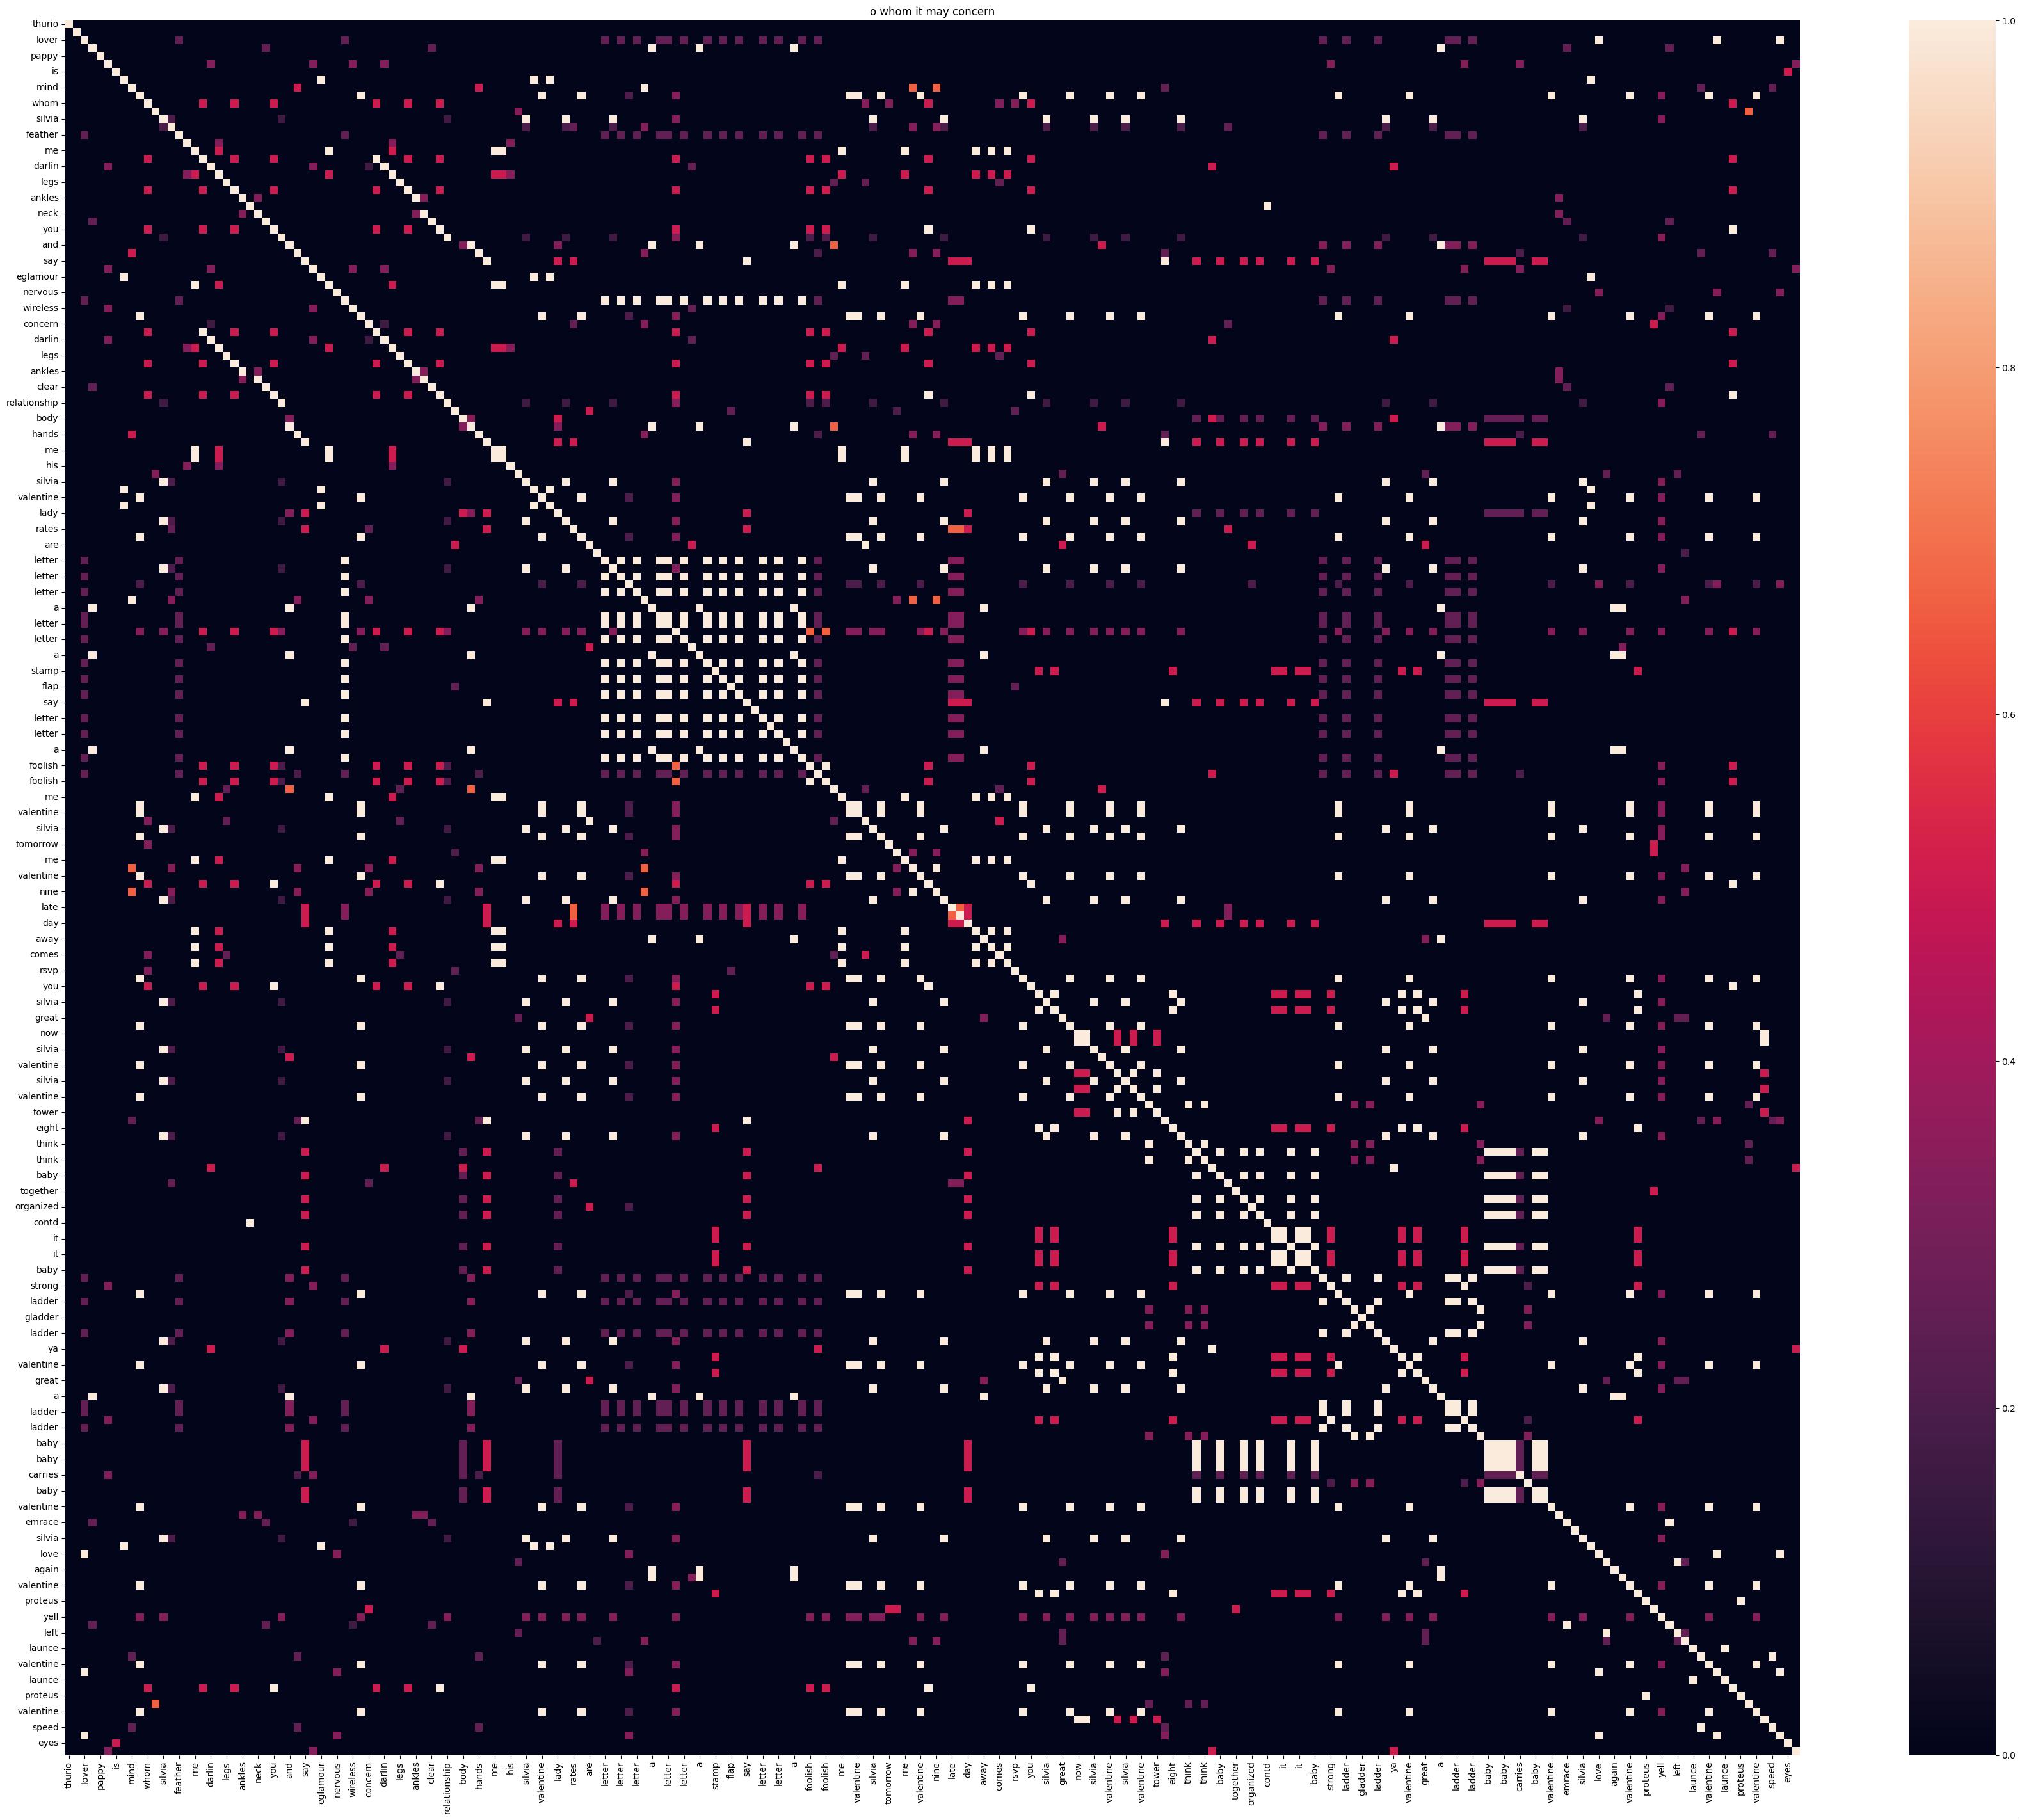 o whom it may concern
thurio
lover
pappy
is
mind
whom
silvia
feather
me
darlin
legs
ankles
neck
you
and
say
eglamour
nervous
wireless
concern
darlin
legs
ankles
clear
relationship
body
hands
me
his
silvia
valentine
lady
rates
are
letter
letter
letter
a
letter
letter
a
stamp
flap
say
letter
letter
a
foolish
foolish
me
valentine
silvia
tomorrow
me
valentine
nine
late
day
away
comes
rsvp
you
silvia
great
now
silvia
valentine
silvia
valentine
tower
eight
think
think
baby
together
organized
contd
it
it
baby
strong
ladder
gladder
ladder
ya
valentine
great
a
ladder
ladder
baby
baby
carries
baby
valentine
emrace
silvia
love
again
valentine
proteus
yell
left
launce
valentine
launce
proteus
valentine
speed
eyes
thurio
lover
pappy
is
mind
whom
silvia
feather
me
darlin
legs
ankles
neck
you
and
say
eglamour
nervous
wireless
concern
darlin
legs
ankles
clear
relationship
body
hands
me
his
silvia
valentine
lady
rates
are
letter
letter
letter
a
letter
letter
a
stamp
flap
say
letter
letter
a
foolish
foolish
me
valentine
silvia
tomorrow
me
valentine
nine
late
day
away
comes
rsvp
you
silvia
great
now
silvia
valentine
silvia
valentine
tower
eight
think
think
baby
together
organized
contd
it
it
baby
strong
ladder
gladder
ladder
ya
valentine
great
a
ladder
ladder
baby
baby
carries
baby
valentine
emrace
silvia
love
again
valentine
proteus
yell
left
launce
valentine
launce
proteus
valentine
speed
eyes
1.0
0.8
0.6
0.4
0.2
0.0